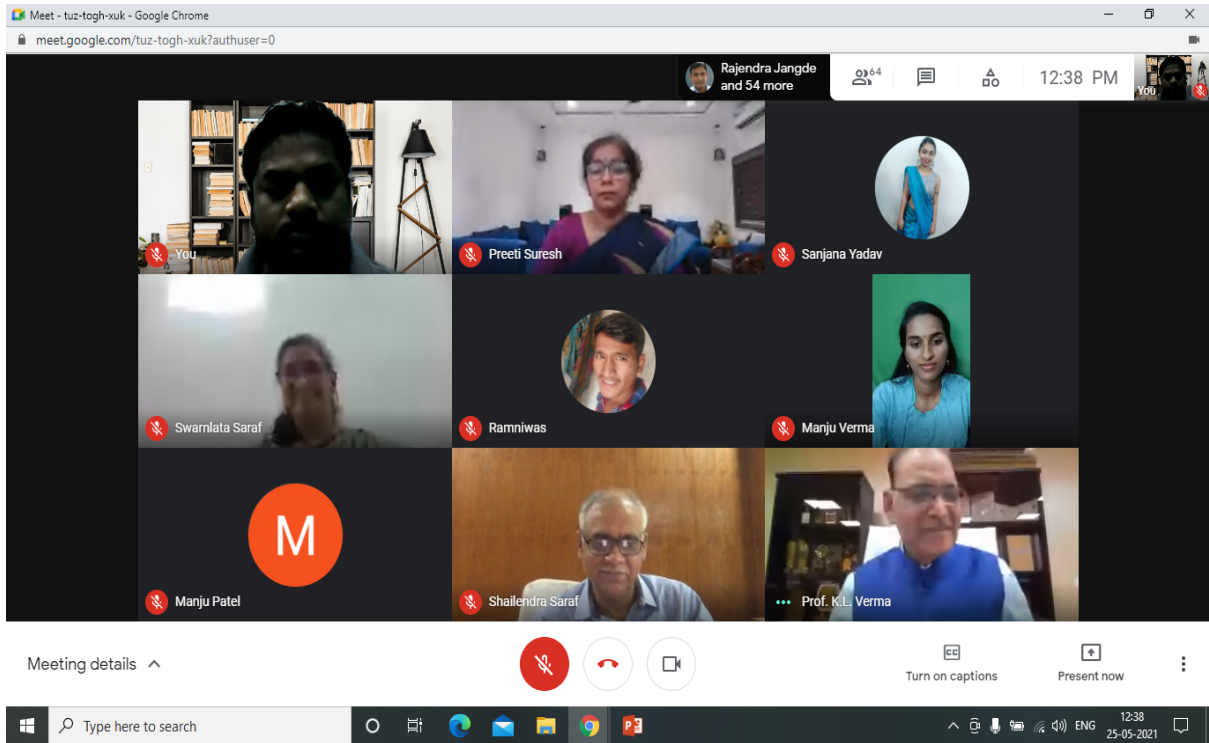 Meet - tuz-togh-xuk - Google Chrome
meet.google.com/tuz-togh-xuk?authuser=0
Rajendra Jangde
and 54 more
64
12:38 PM
You
You
Preeti Suresh
Sanjana Yadav
Swarnlata Saraf
Ramniwas
Manju Verma
M
Manju Patel
Shailendra Saraf
Prof. K.L. Verma
Meeting details
CC
Turn on captions
Present now
Type here to search
ENG
12:38
25-05-2021